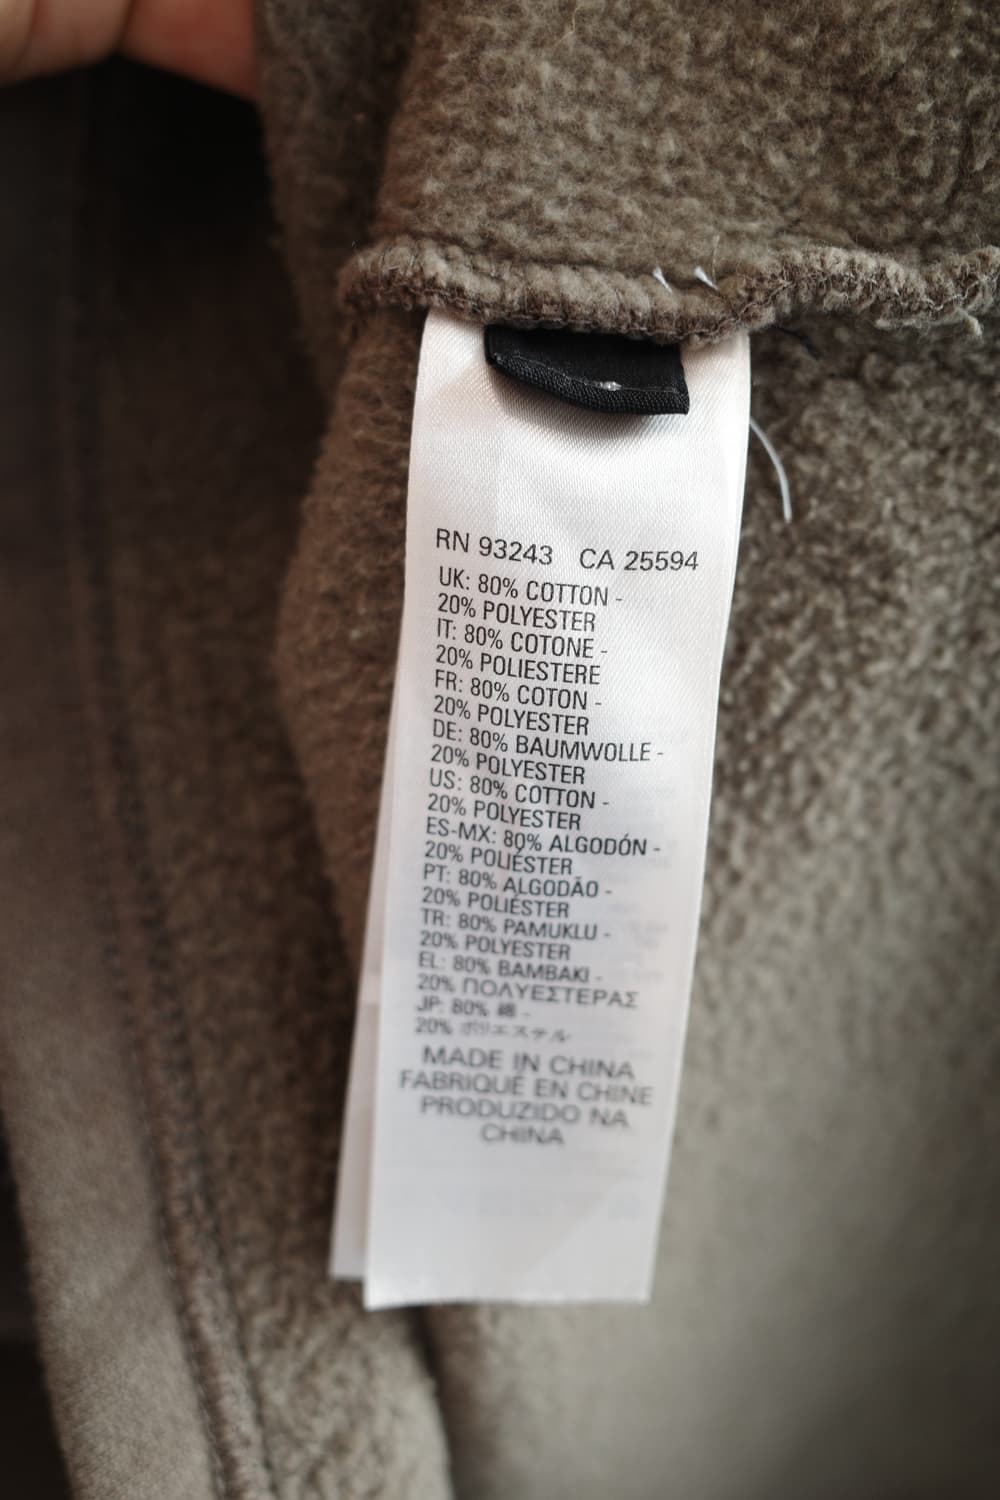 RN 93243 CA 25594
UK: 80% COTTON -
20% POLYESTER
IT: 80% COTONE -
20% POLIESTERE
FR: 80% COTON -
20% POLYESTER
DE: 80% BAUMWOLLE -
20% POLYESTER
US: 80% COTTON -
20% POLYESTER
ES-MX: 80% ALGODÓN -
20% POLIÉSTER
PT: 80% ALGODÃO -
20% POLIÉSTER
TR: 80% PAMUKLU -
20% POLYESTER
EL: 80% ΒΑΜΒΑΚΙ -
20% ΠΟΛΥΕΣΤΕΡΑΣ
JP: 80% 綿 -
20% ポリエステル
MADE IN CHINA
FABRIQUÉ EN CHINE
PRODUZIDO NA
CHINA